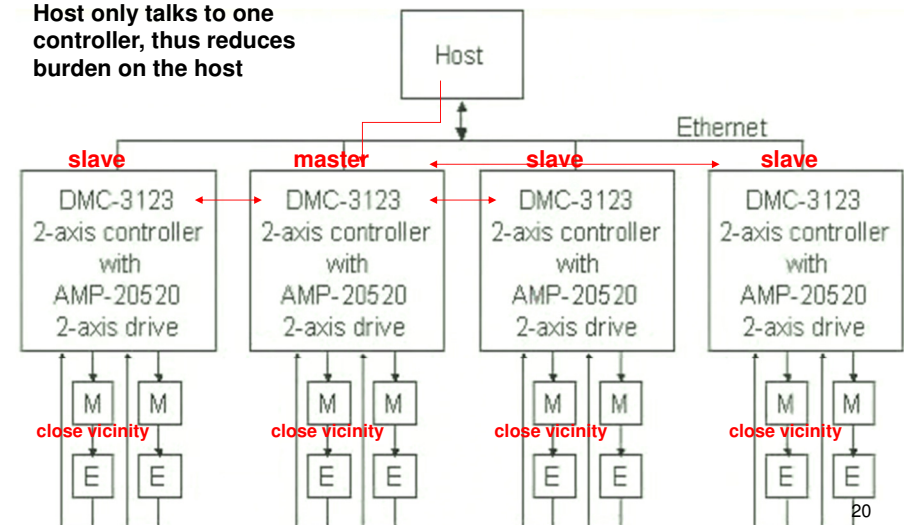 Host only talks to one
controller, thus reduces
burden on the host
Host
Ethernet
slave
master
slave
slave
DMC-3123
2-axis controller
with
AMP-20520
2-axis drive
DMC-3123
2-axis controller
with
AMP-20520
2-axis drive
DMC-3123
2-axis controller
with
AMP-20520
2-axis drive
DMC-3123
2-axis controller
with
AMP-20520
2-axis drive
M M M M M M M M
close vicinity close vicinity close vicinity close vicinity
E E E E E E E E
20